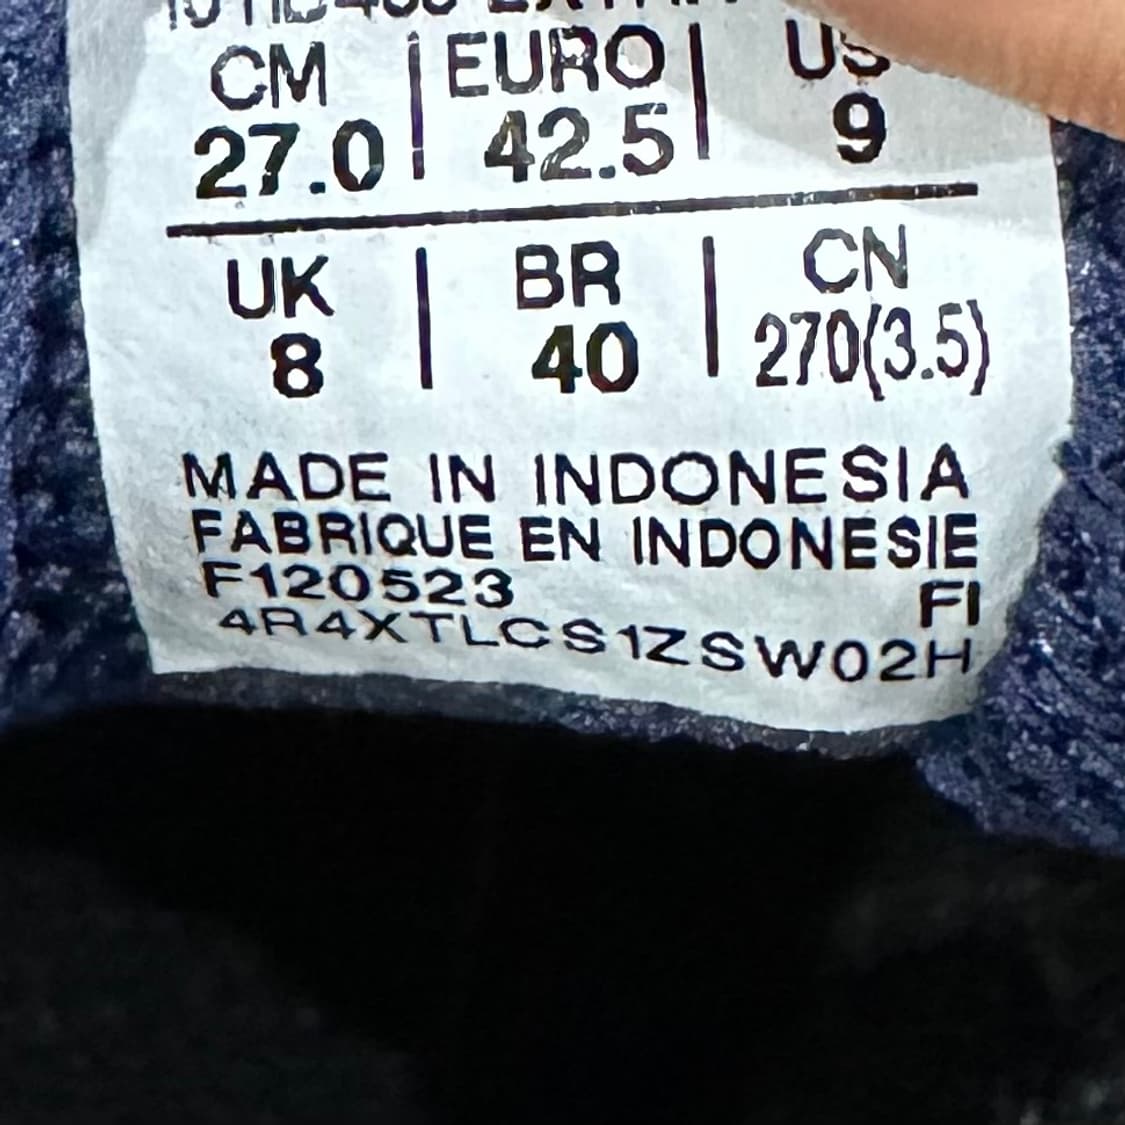 CM | EURO | US
27.0 | 42.5 | 9
UK | BR | CN
8 | 40 | 270(3.5)
MADE IN INDONESIA
FABRIQUE EN INDONESIE
F120523 FI
4R4XTLCS1ZSW02H